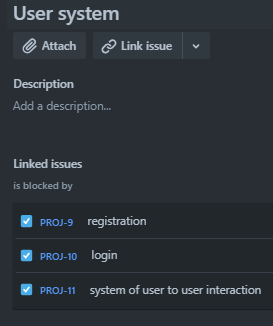 User system
Attach
Link issue
Description
Add a description...
Linked issues
is blocked by
PROJ-9 registration
PROJ-10 login
PROJ-11 system of user to user interaction